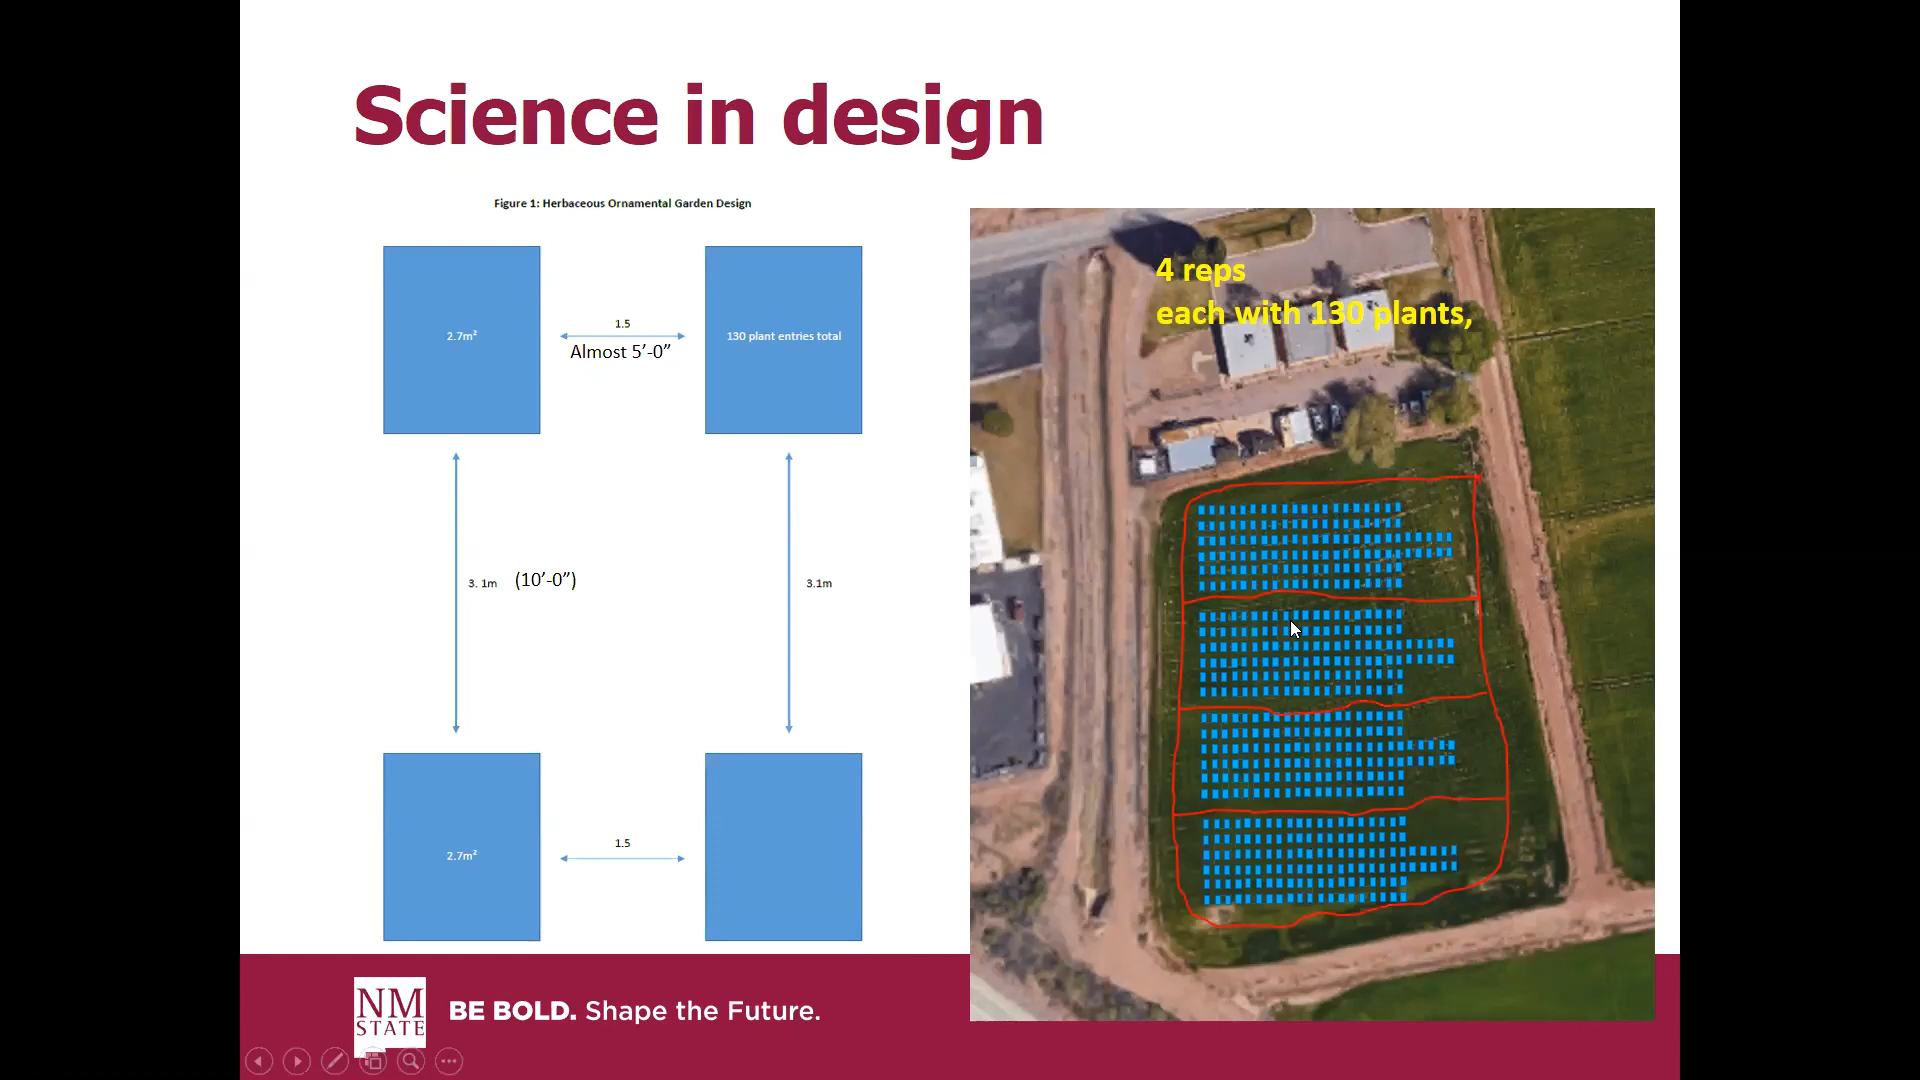 Science in design
Figure 1: Herbaceous Ornamental Garden Design
2.7m²
1.5
Almost 5’-0”
130 plant entries total
3. 1m
(10’-0”)
3.1m
2.7m²
1.5
4 reps
each with 130 plants,
NM
STATE
BE BOLD. Shape the Future.